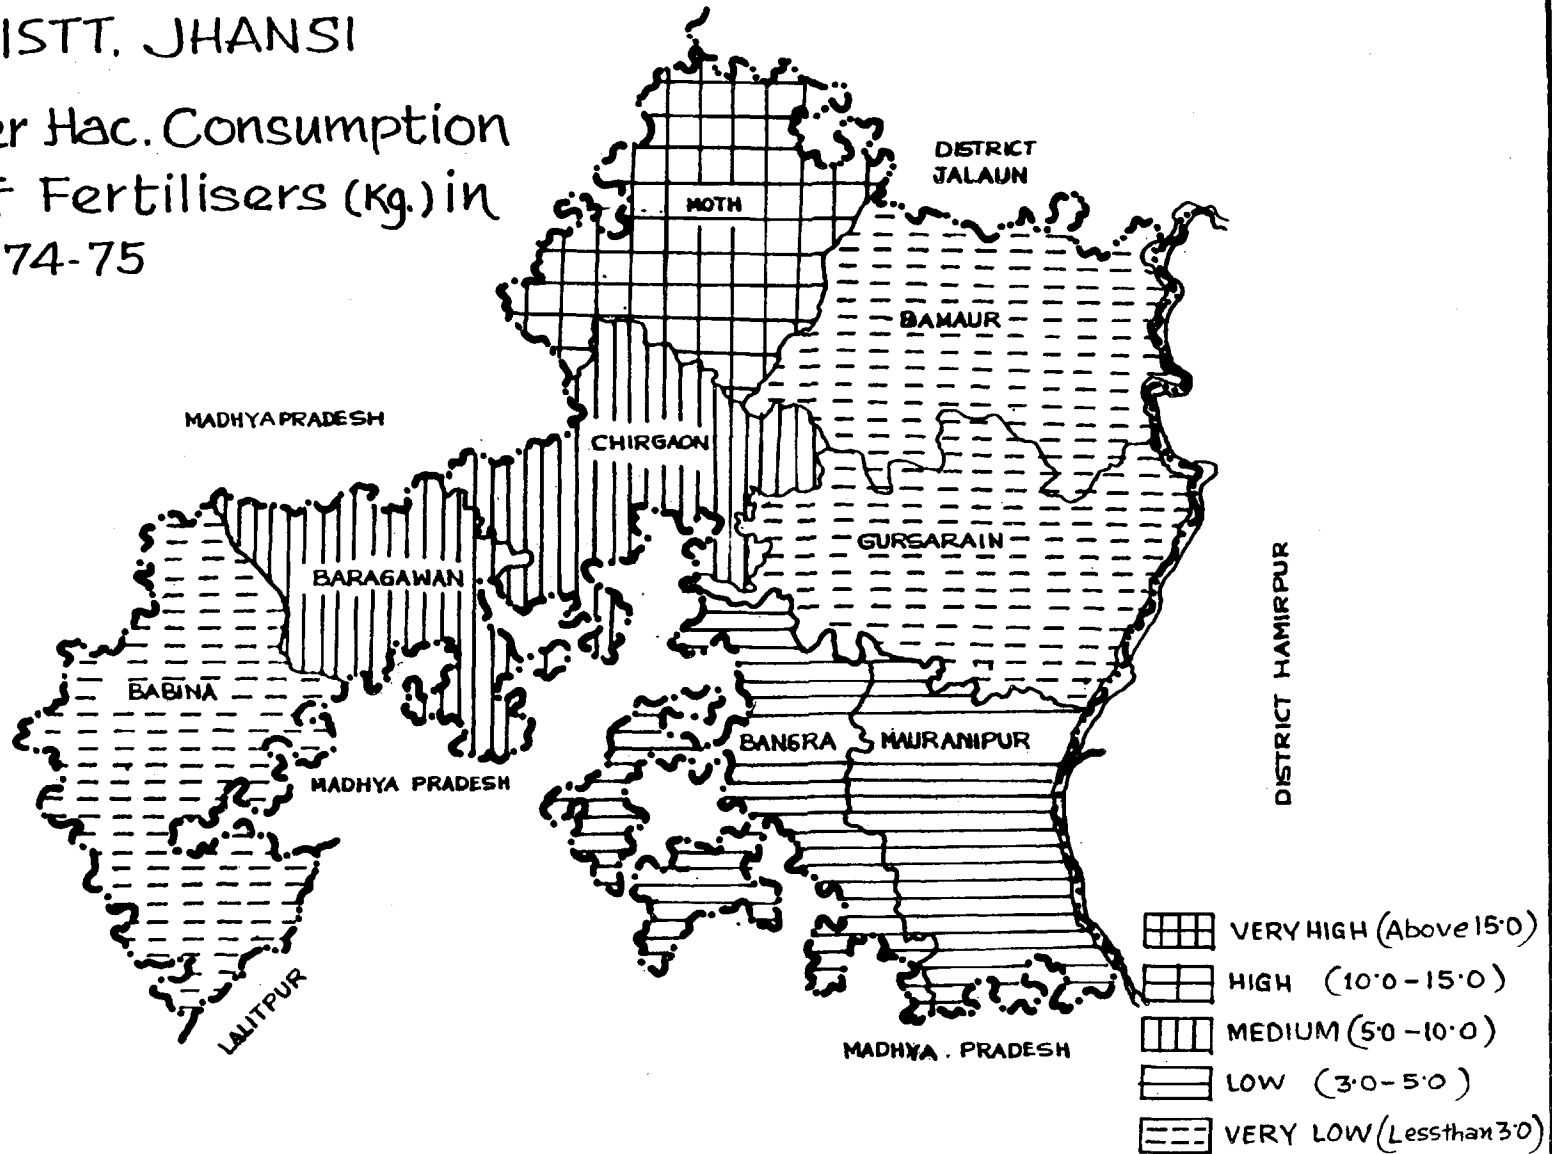 ISTT. JHANSI
er Hac. Consumption
f Fertilisers (Kg.) in
74-75
DISTRICT
JALAUN
MOTH
BAMAUR
MADHYA PRADESH
CHIRGAON
GURSARAIN
BARAGAWAN
BABINA
DISTRICT HAMIRPUR
BANGRA
MAURANIPUR
MADHYA PRADESH
LALITPUR
MADHYA . PRADESH
VERY HIGH (Above 15·0)
HIGH (10·0 - 15·0)
MEDIUM (5·0 - 10·0)
LOW (3·0 - 5·0)
VERY LOW (Less than 3·0)